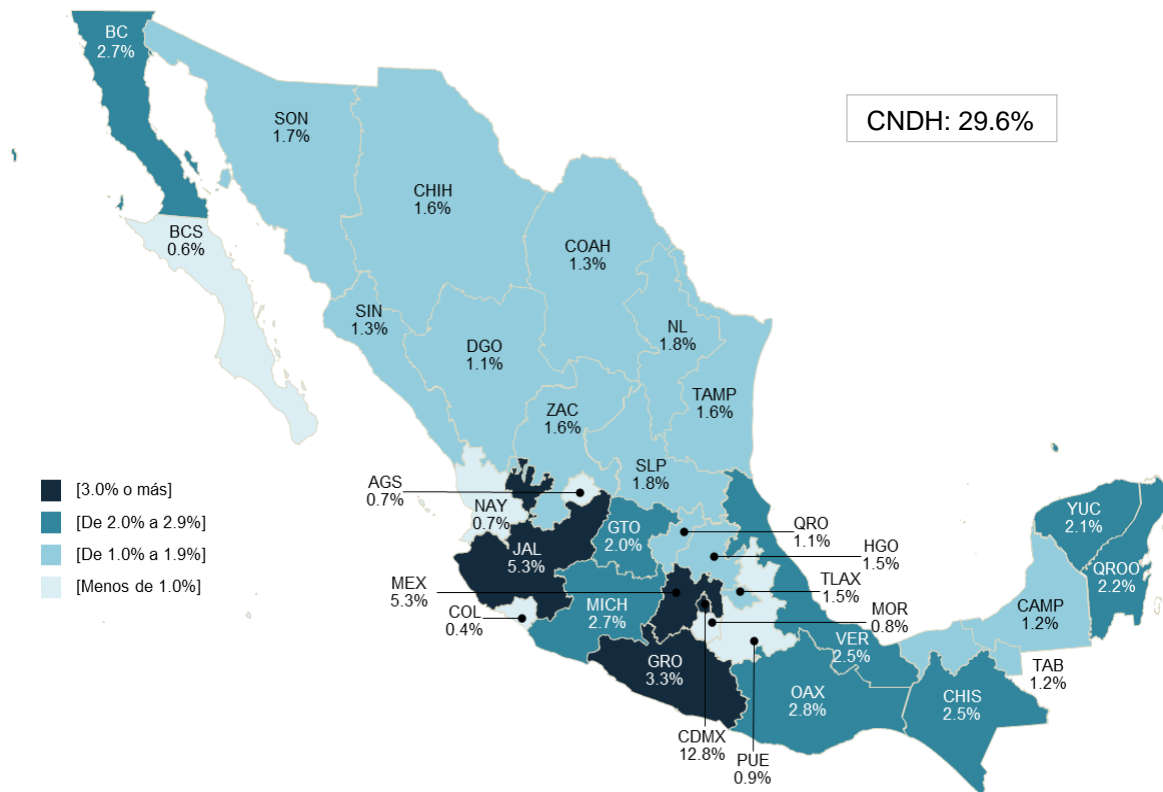 BC
2.7%
CNDH: 29.6%
SON
1.7%
CHIH
1.6%
BCS
0.6%
COAH
1.3%
SIN
1.3%
NL
1.8%
DGO
1.1%
TAMP
1.6%
ZAC
1.6%
SLP
1.8%
[3.0% o más]
[De 2.0% a 2.9%]
[De 1.0% a 1.9%]
[Menos de 1.0%]
AGS
0.7%
NAY
0.7%
GTO
2.0%
QRO
1.1%
YUC
2.1%
JAL
5.3%
HGO
1.5%
QROO
2.2%
MEX
5.3%
TLAX
1.5%
COL
0.4%
MICH
2.7%
MOR
0.8%
CAMP
1.2%
VER
2.5%
GRO
3.3%
TAB
1.2%
OAX
2.8%
CHIS
2.5%
CDMX
12.8%
PUE
0.9%